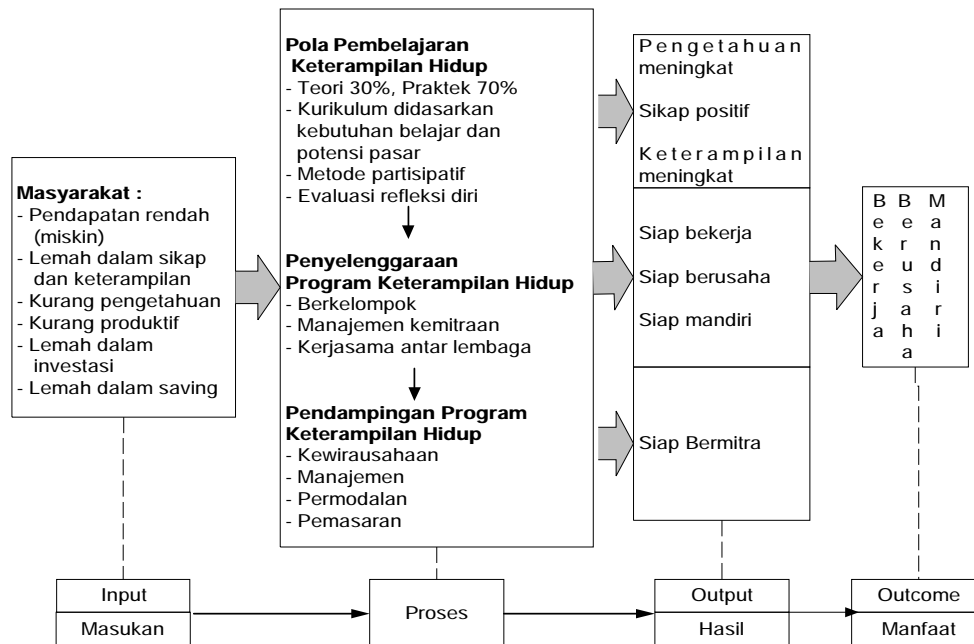 Masyarakat :
- Pendapatan rendah
(miskin)
- Lemah dalam sikap
dan keterampilan
- Kurang pengetahuan
- Kurang produktif
- Lemah dalam
investasi
- Lemah dalam saving
Pola Pembelajaran
Keterampilan Hidup
- Teori 30%, Praktek 70%
- Kurikulum didasarkan
kebutuhan belajar dan
potensi pasar
- Metode partisipatif
- Evaluasi refleksi diri
Penyelenggaraan
Program Keterampilan Hidup
- Berkelompok
- Manajemen kemitraan
- Kerjasama antar lembaga
Pendampingan Program
Keterampilan Hidup
- Kewirausahaan
- Manajemen
- Permodalan
- Pemasaran
Pengetahuan
meningkat
Sikap positif
Keterampilan
meningkat
Siap bekerja
Siap berusaha
Siap mandiri
Siap Bermitra
Bekerja
Berusaha
Mandiri
Input
Masukan
Proses
Output
Hasil
Outcome
Manfaat